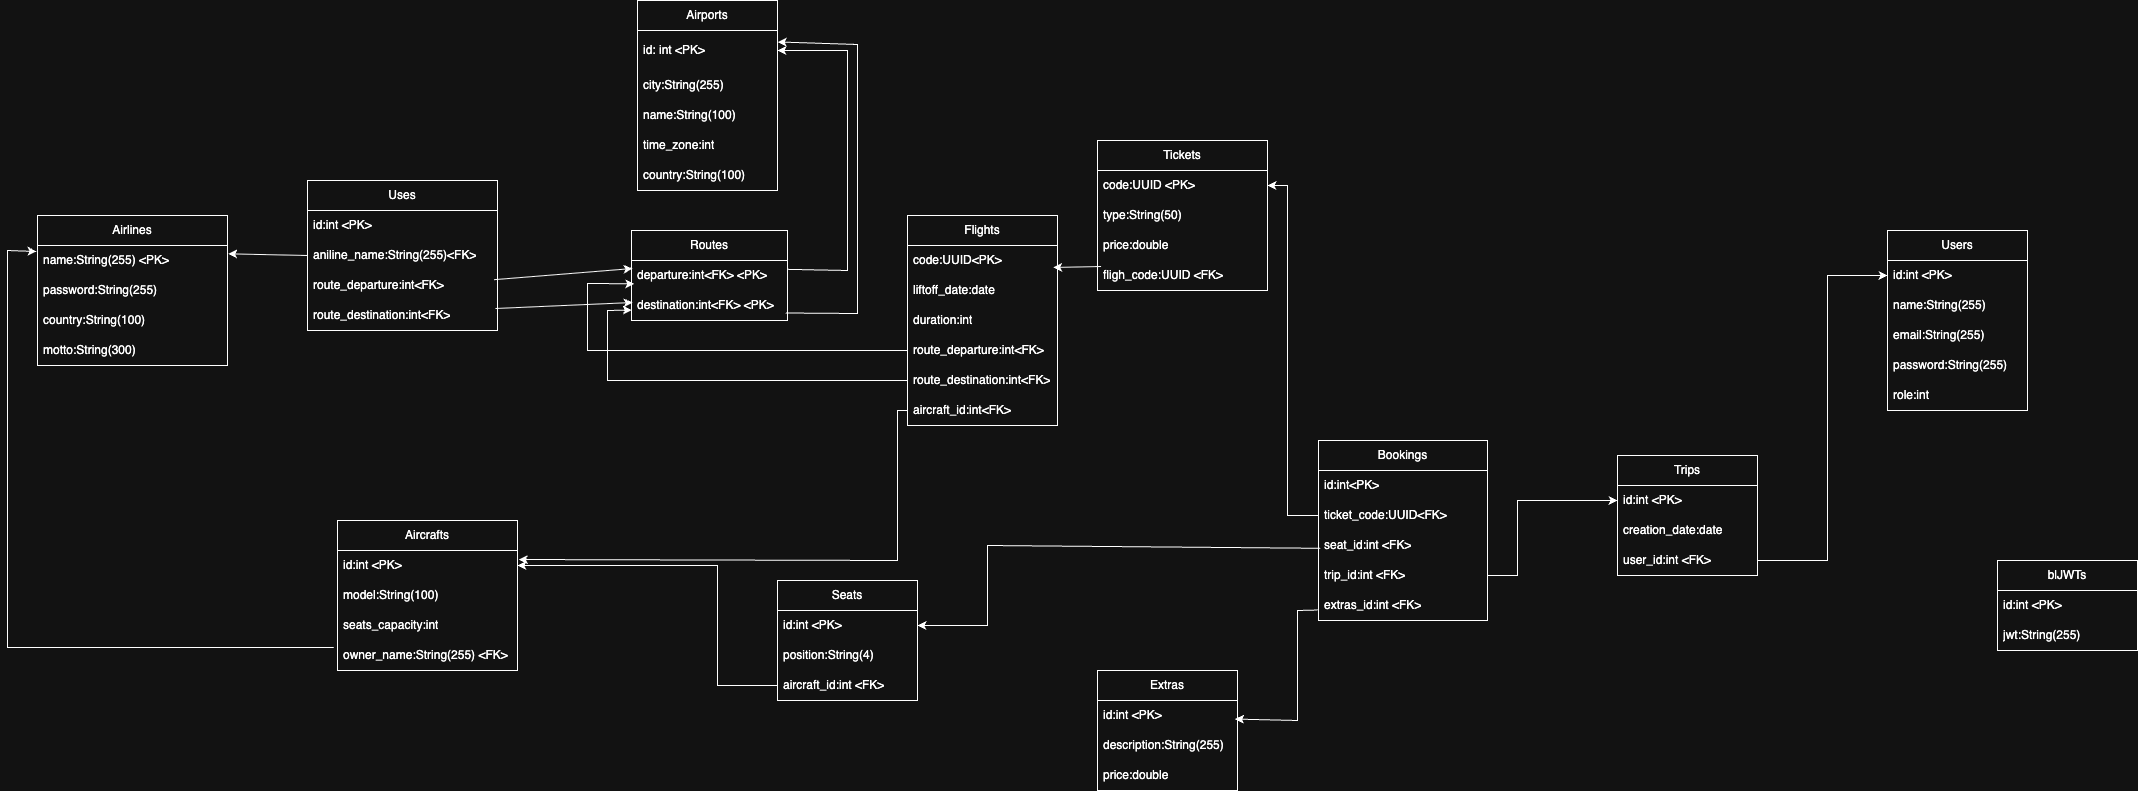 Airports
id: int <PK>
city:String(255)
name:String(100)
time_zone:int
country:String(100)
Tickets
code:UUID <PK>
type:String(50)
price:double
fligh_code:UUID <FK>
Uses
id:int <PK>
aniline_name:String(255)<FK>
route_departure:int<FK>
route_destination:int<FK>
Airlines
name:String(255) <PK>
password:String(255)
country:String(100)
motto:String(300)
Routes
departure:int<FK> <PK>
destination:int<FK> <PK>
Flights
code:UUID<PK>
liftoff_date:date
duration:int
route_departure:int<FK>
route_destination:int<FK>
aircraft_id:int<FK>
Users
id:int <PK>
name:String(255)
email:String(255)
password:String(255)
role:int
Bookings
id:int<PK>
ticket_code:UUID<FK>
seat_id:int <FK>
trip_id:int <FK>
extras_id:int <FK>
Trips
id:int <PK>
creation_date:date
user_id:int <FK>
Aircrafts
id:int <PK>
model:String(100)
seats_capacity:int
owner_name:String(255) <FK>
Seats
id:int <PK>
position:String(4)
aircraft_id:int <FK>
blJWTs
id:int <PK>
jwt:String(255)
Extras
id:int <PK>
description:String(255)
price:double